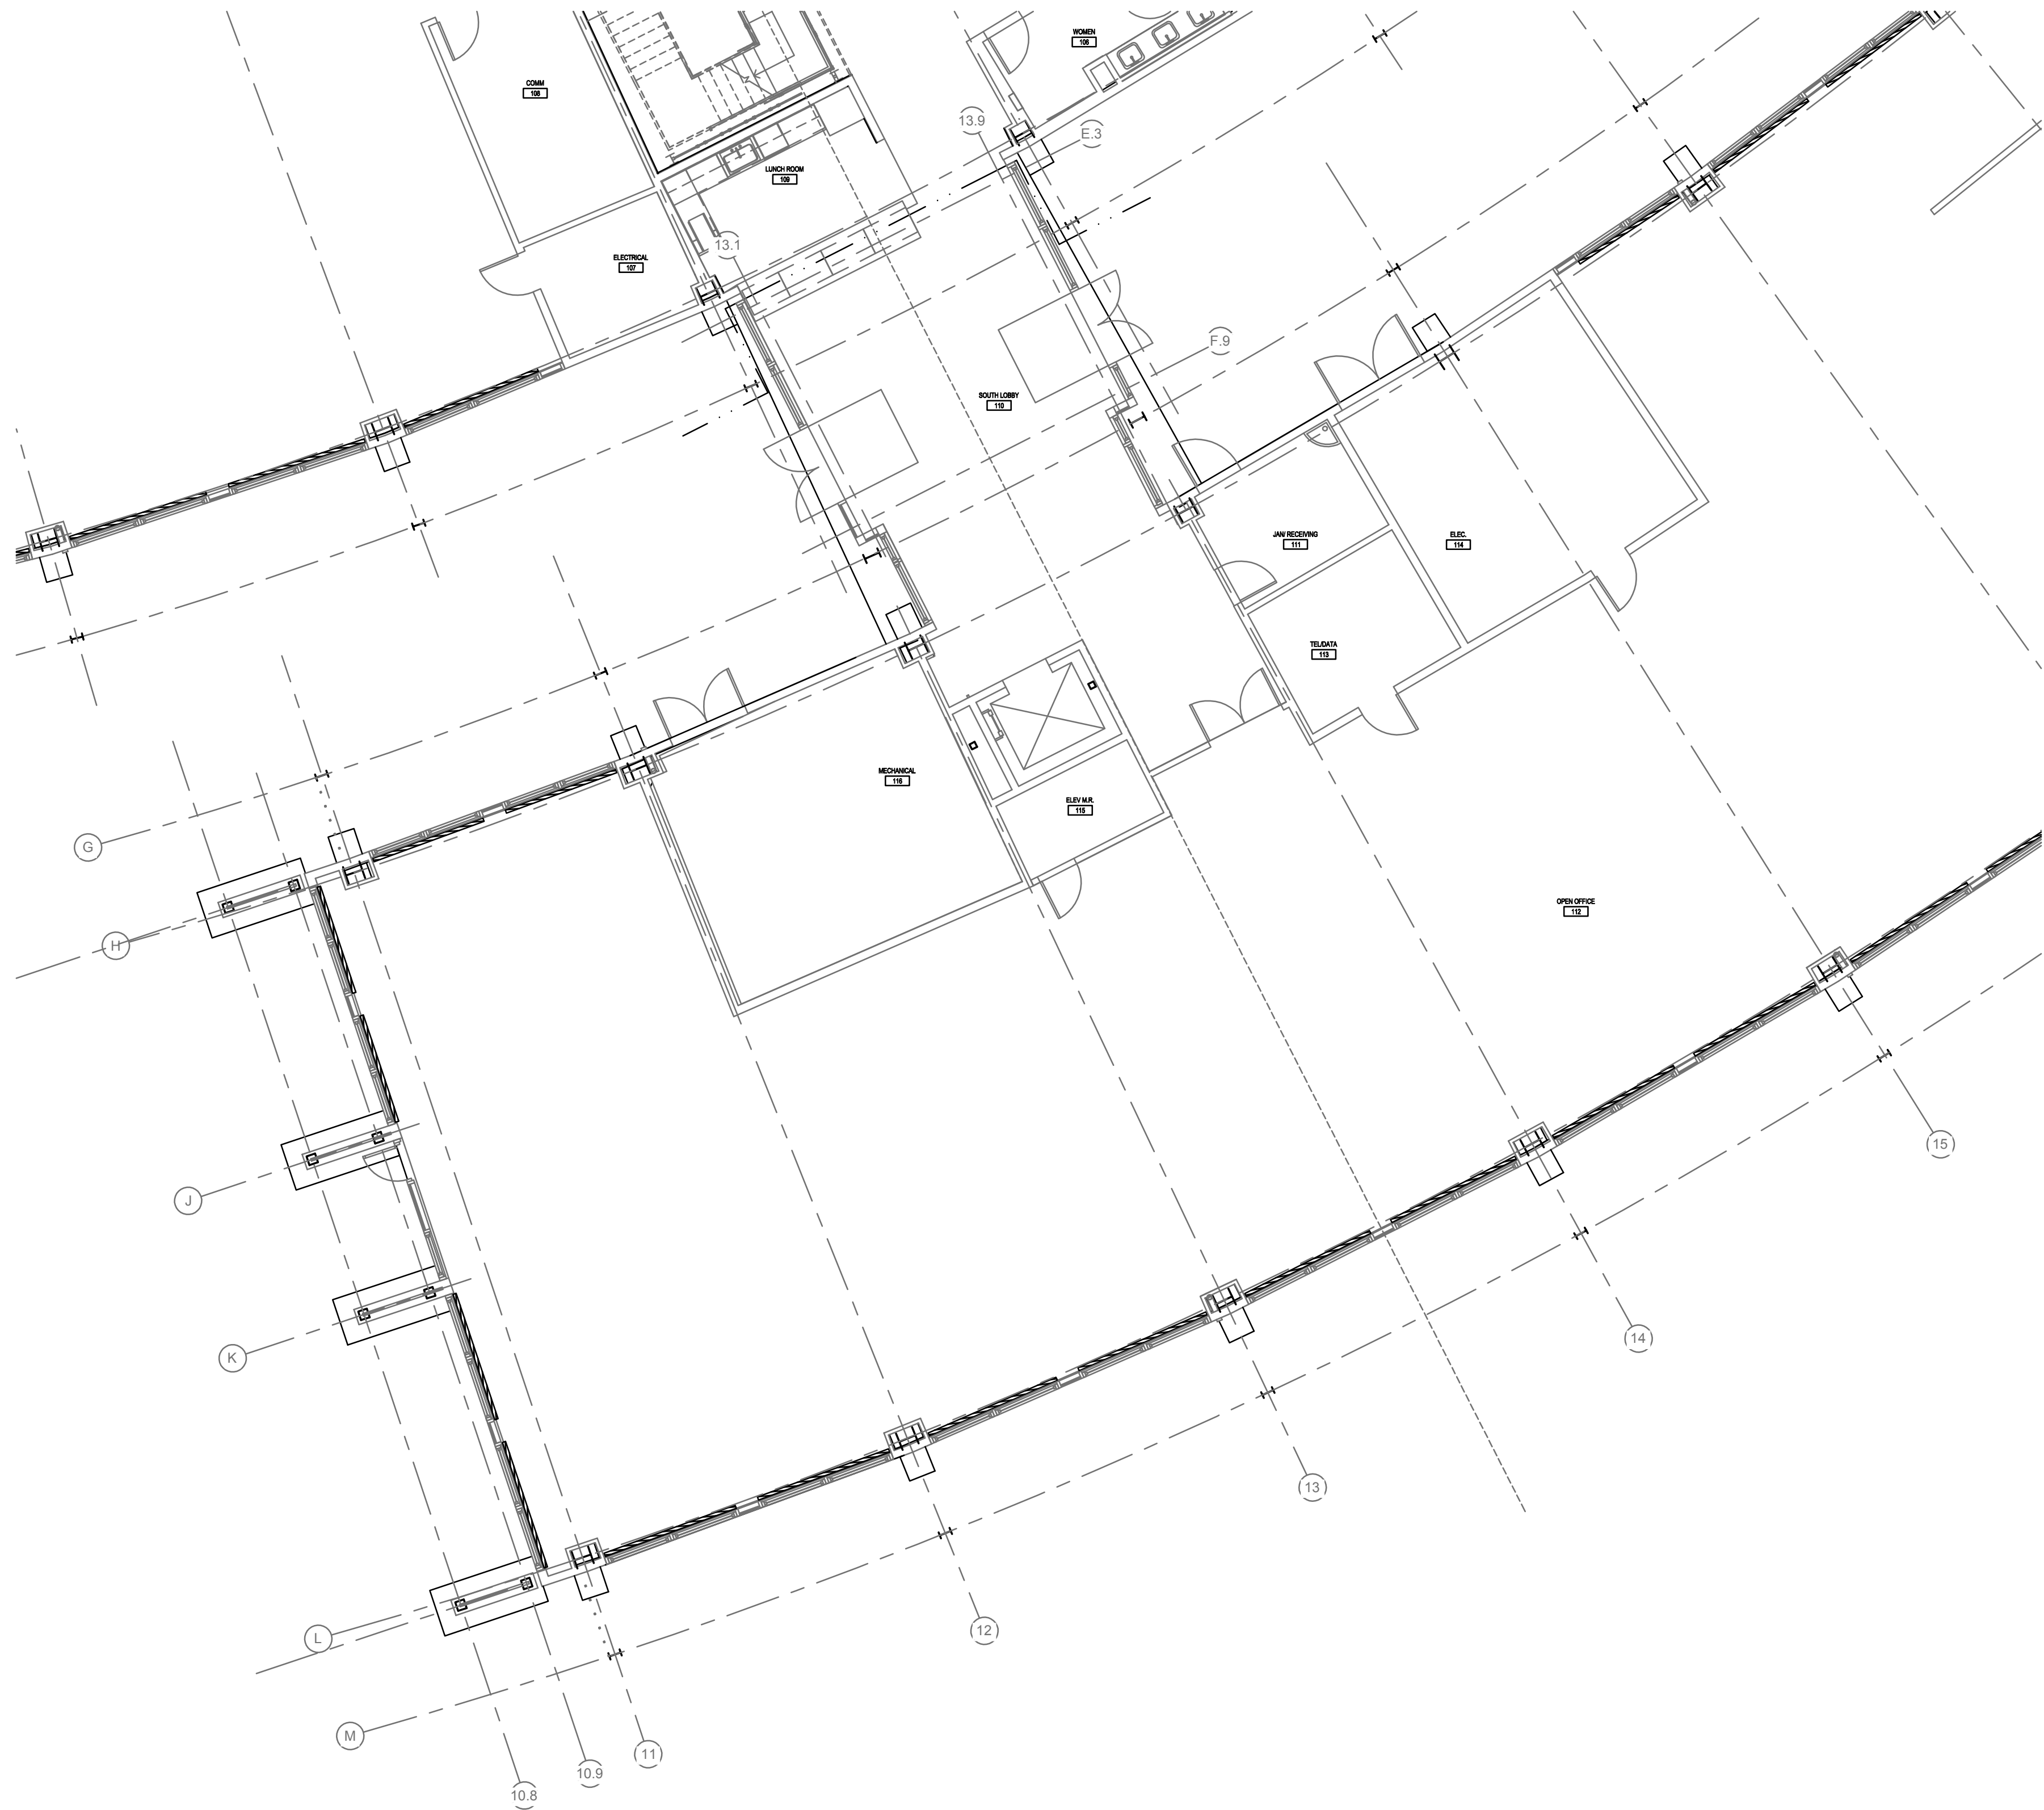 WOMEN
106
COMM
108
13.9
E.3
LUNCH ROOM
109
13.1
ELECTRICAL
107
F.9
SOUTH LOBBY
110
JAN/ RECEIVING
111
ELEC.
114
TEL/DATA
113
MECHANICAL
116
ELEV M.R.
115
G
OPEN OFFICE
112
H
15
J
14
K
13
12
L
M
11
10.9
10.8